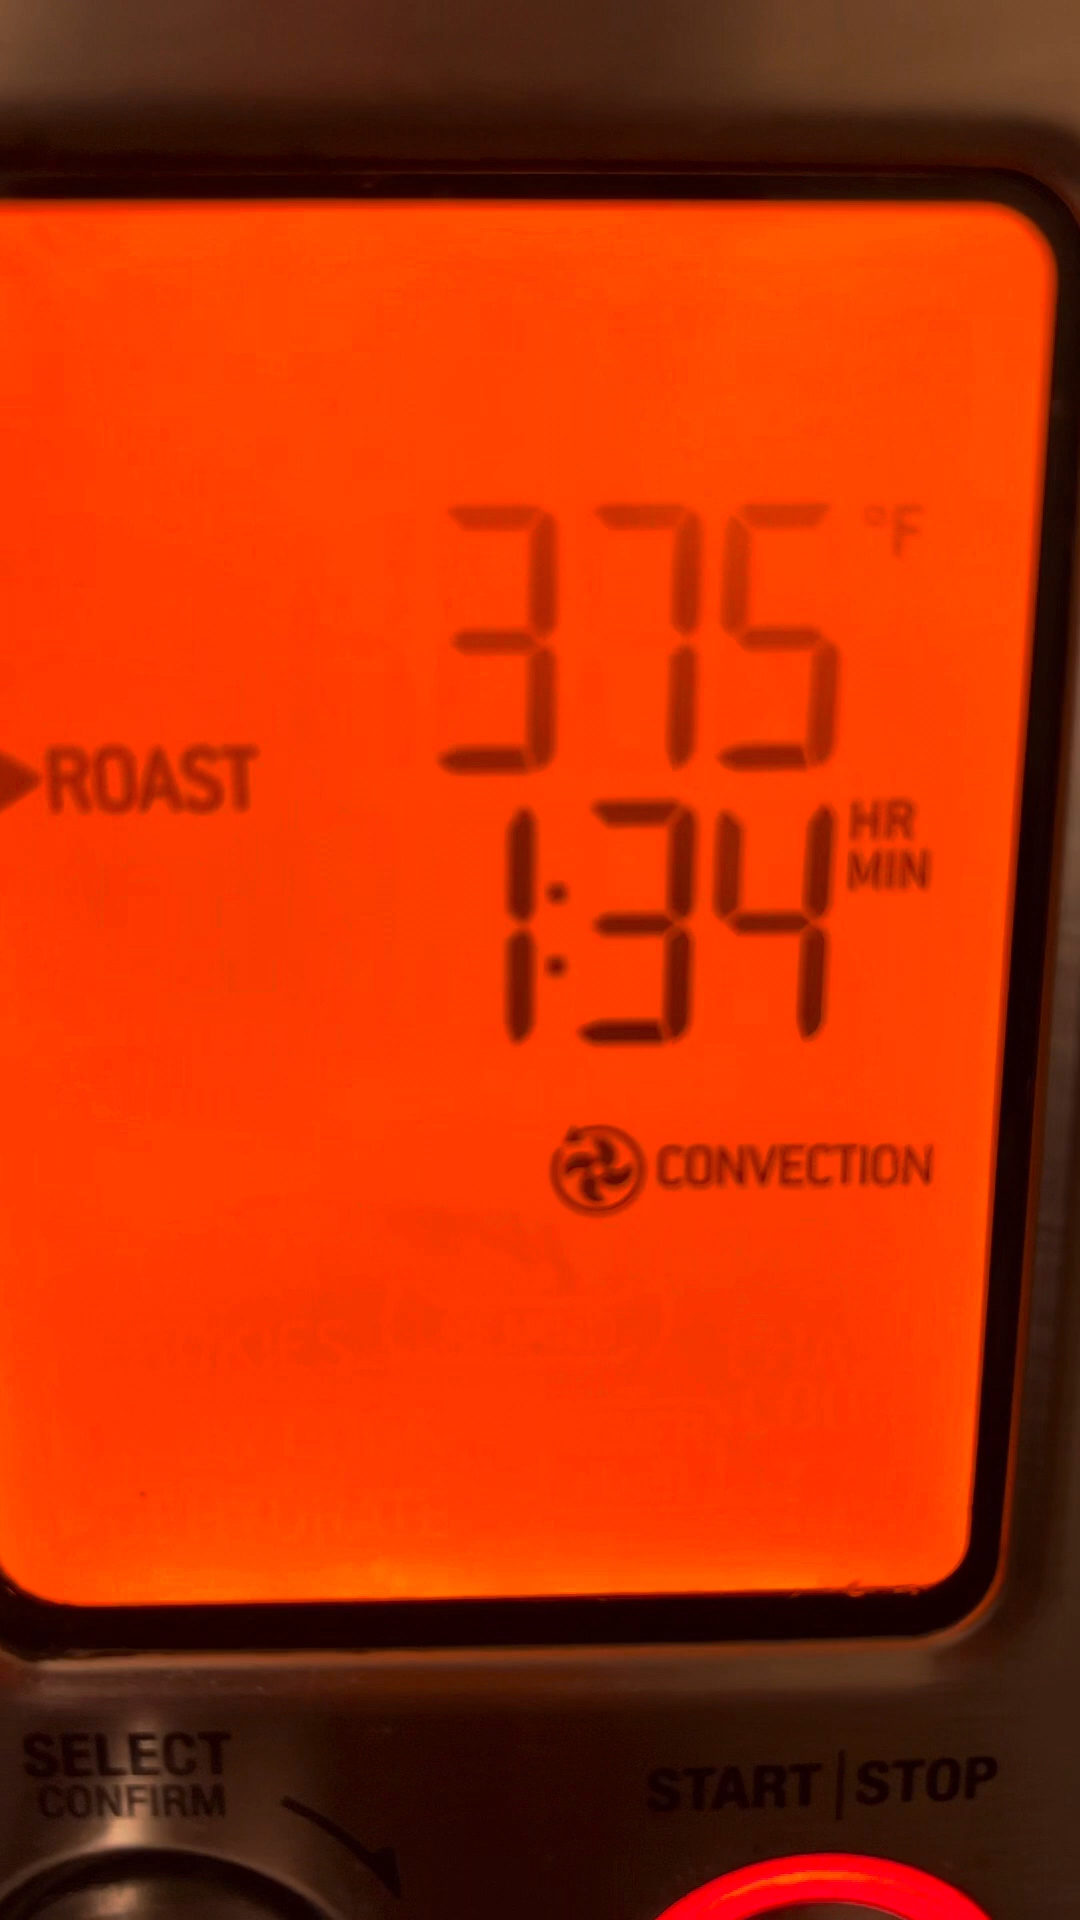 375 °F
ROAST
1:34 HR
MIN
CONVECTION
SELECT
CONFIRM
START | STOP